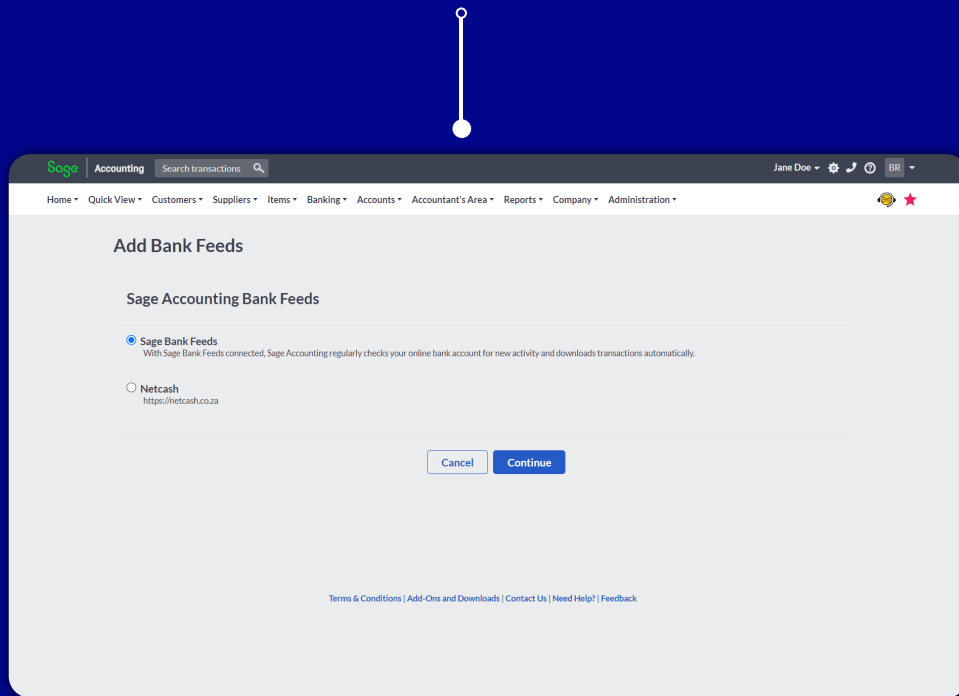 Sage Accounting Search transactions Jane Doe BR
Home Quick View Customers Suppliers Items Banking Accounts Accountant's Area Reports Company Administration
Add Bank Feeds
Sage Accounting Bank Feeds
Sage Bank Feeds
With Sage Bank Feeds connected, Sage Accounting regularly checks your online bank account for new activity and downloads transactions automatically.
Netcash
https://netcash.co.za
Cancel Continue
Terms & Conditions | Add-Ons and Downloads | Contact Us | Need Help? | Feedback